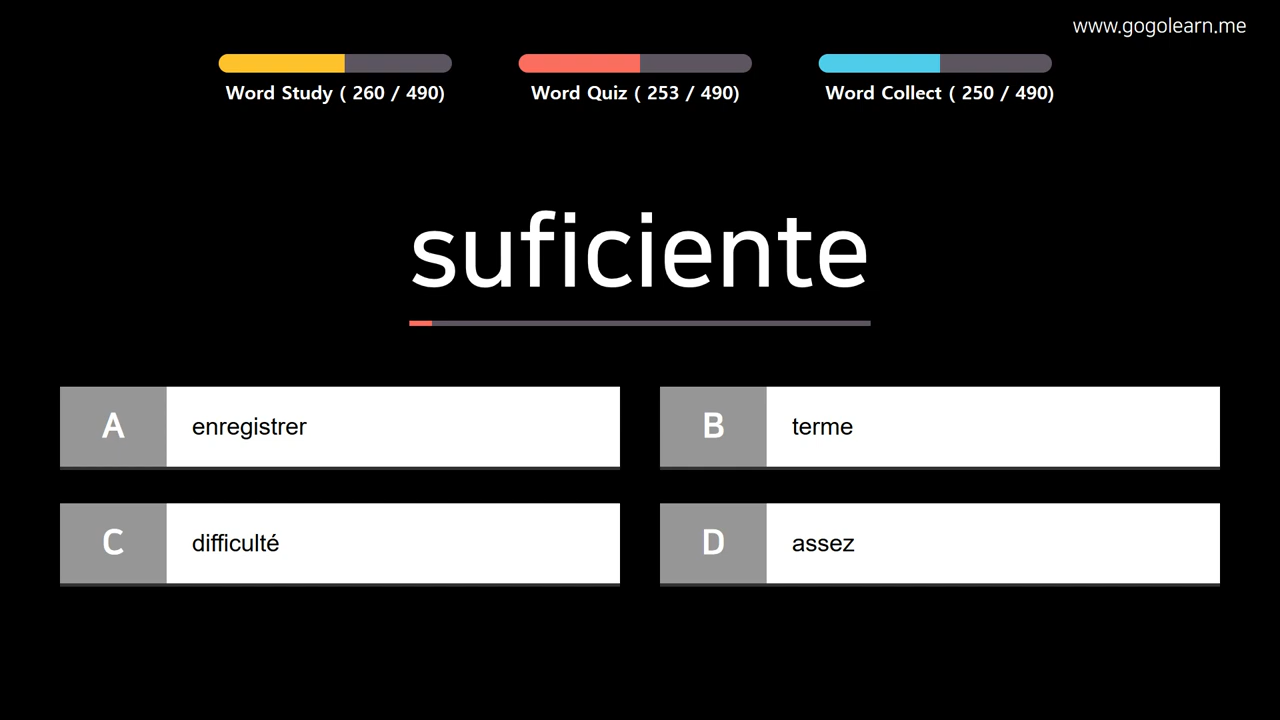 www.gogolearn.me
Word Study ( 260 / 490)
Word Quiz ( 253 / 490)
Word Collect ( 250 / 490)
suficiente
A enregistrer
B terme
C difficulté
D assez